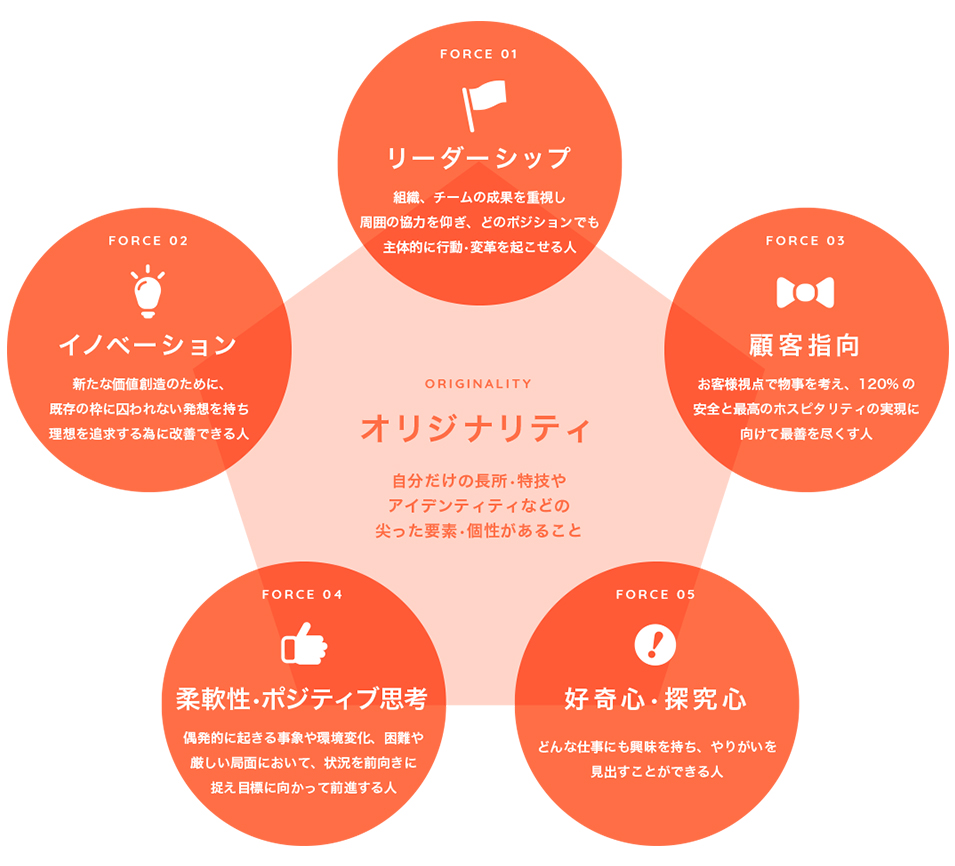 FORCE 01
リーダーシップ
組織、チームの成果を重視し
周囲の協力を仰ぎ、どのポジションでも
主体的に行動・変革を起こせる人
FORCE 02
イノベーション
新たな価値創造のために、
既存の枠に囚われない発想を持ち
理想を追求する為に改善できる人
FORCE 03
顧客指向
お客様視点で物事を考え、120% の
安全と最高のホスピタリティの実現に
向けて最善を尽くす人
ORIGINALITY
オリジナリティ
自分だけの長所・特技や
アイデンティティなどの
尖った要素・個性があること
FORCE 04
柔軟性・ポジティブ思考
偶発的に起きる事象や環境変化、困難や
厳しい局面において、状況を前向きに
捉え目標に向かって前進する人
FORCE 05
好奇心・探究心
どんな仕事にも興味を持ち、やりがいを
見出すことができる人